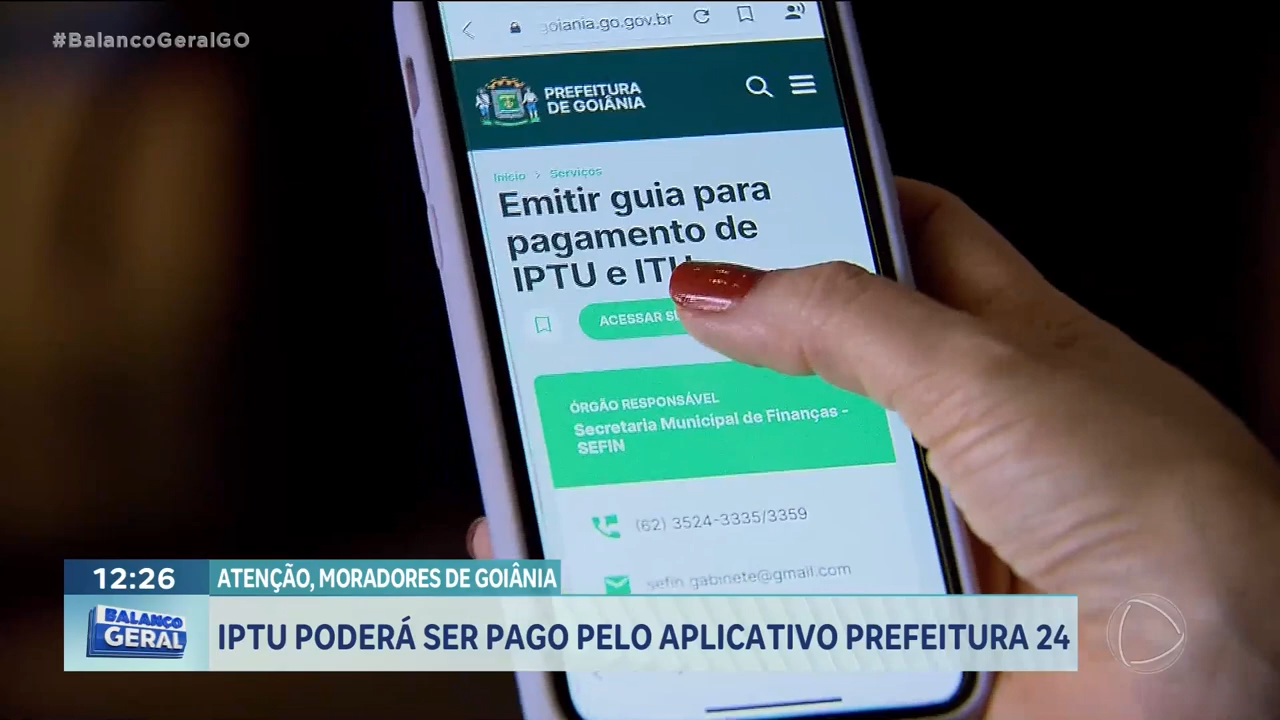 #BalancoGeralGO
goiania.go.gov.br
PREFEITURA
DE GOIÂNIA
Início > Serviços
Emitir guia para
pagamento de
IPTU e ITU
ACESSAR
ÓRGÃO RESPONSÁVEL
Secretaria Municipal de Finanças -
SEFIN
(62) 3524-3335/3359
sefin.gabinete@gmail.com
12:26
ATENÇÃO, MORADORES DE GOIÂNIA
BALANÇO
GERAL
IPTU PODERÁ SER PAGO PELO APLICATIVO PREFEITURA 24